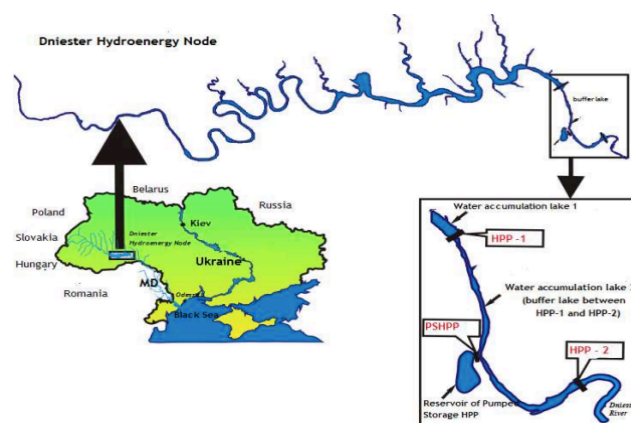 Dniester Hydroenergy Node
buffer lake
Belarus
Russia
Poland
Kiev
Slovakia
Dniester
Hydroenergy Node
Ukraine
Hungary
MD
Romania
Odessa
Black Sea
Water accumulation lake 1
HPP -1
Water accumulation lake 2
(buffer lake between
HPP-1 and HPP-2)
PSHPP
HPP - 2
Reservoir of Pumped
Storage HPP
Dniester
River